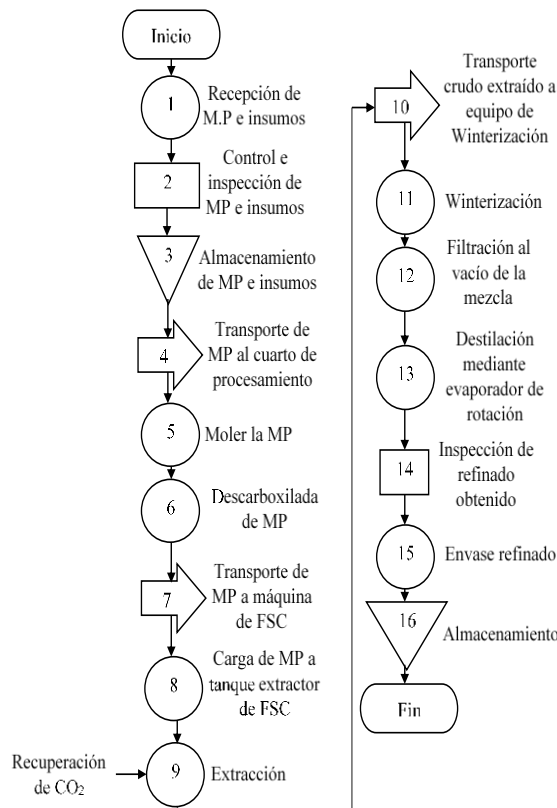 Inicio
1
Recepción de
M.P e insumos
2
Control e
inspección de
MP e insumos
3
Almacenamiento
de MP e insumos
4
Transporte de
MP al cuarto de
procesamiento
5
Moler la MP
6
Descarboxilada
de MP
7
Transporte de
MP a máquina
de FSC
8
Carga de MP a
tanque extractor
de FSC
Recuperación
de CO₂
9
Extracción
10
Transporte
crudo extraído a
equipo de
Winterización
11
Winterización
12
Filtración al
vacío de la
mezcla
13
Destilación
mediante
evaporador de
rotación
14
Inspección de
refinado
obtenido
15
Envase refinado
16
Almacenamiento
Fin